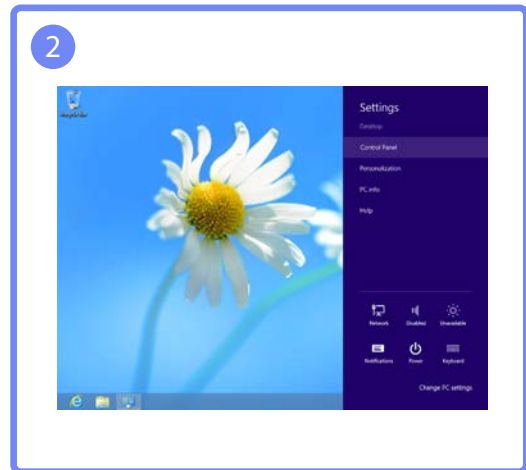 2
Settings
Desktop
Control Panel
Personalization
PC info
Help
Network
Disabled
Unavailable
Notifications
Power
Keyboard
Change PC settings